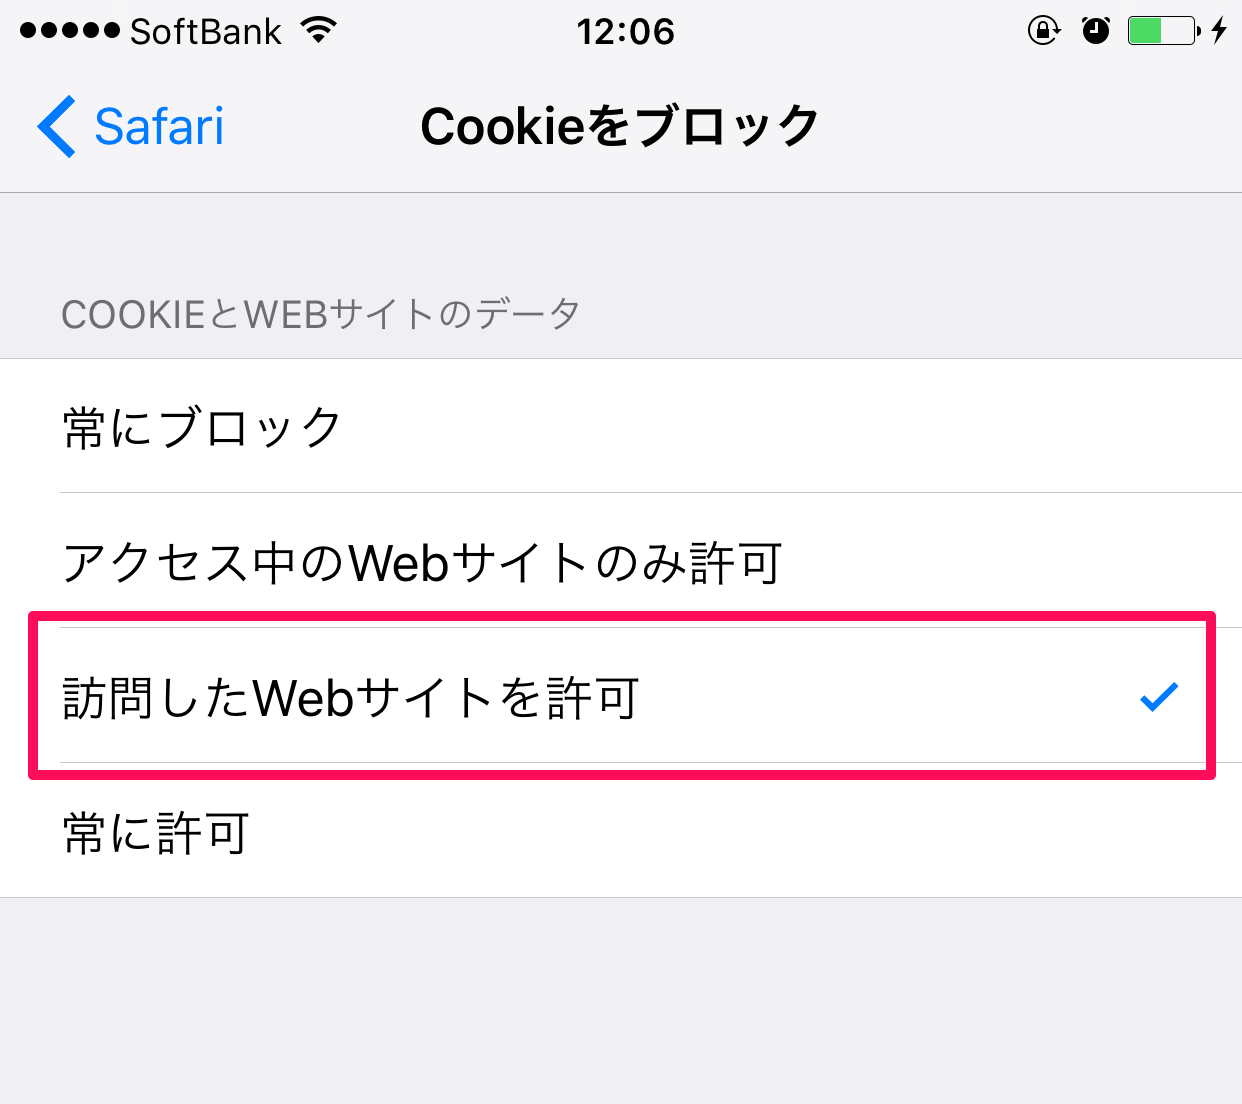 ●●●●● SoftBank 12:06
Safari Cookieをブロック
COOKIEとWEBサイトのデータ
常にブロック
アクセス中のWebサイトのみ許可
訪問したWebサイトを許可
常に許可